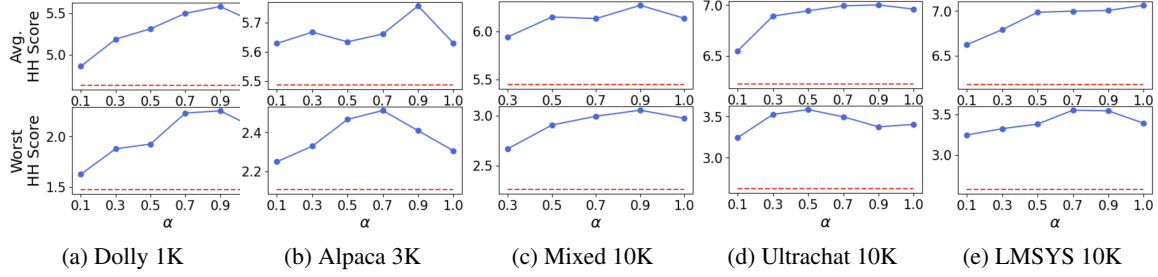 Avg.
HH Score
5.5
5.0
0.1 0.3 0.5 0.7 0.9
5.7
5.6
5.5
0.1 0.3 0.5 0.7 0.9 1.0
6.0
5.5
0.3 0.5 0.7 0.9 1.0
7.0
6.5
0.1 0.3 0.5 0.7 0.9 1.0
7.0
6.5
0.1 0.3 0.5 0.7 0.9 1.0
Worst
HH Score
2.0
1.5
0.1 0.3 0.5 0.7 0.9
α
2.4
2.2
0.1 0.3 0.5 0.7 0.9 1.0
α
3.0
2.5
0.3 0.5 0.7 0.9 1.0
α
3.5
3.0
0.1 0.3 0.5 0.7 0.9 1.0
α
3.5
3.0
0.1 0.3 0.5 0.7 0.9 1.0
α
(a) Dolly 1K
(b) Alpaca 3K
(c) Mixed 10K
(d) Ultrachat 10K
(e) LMSYS 10K